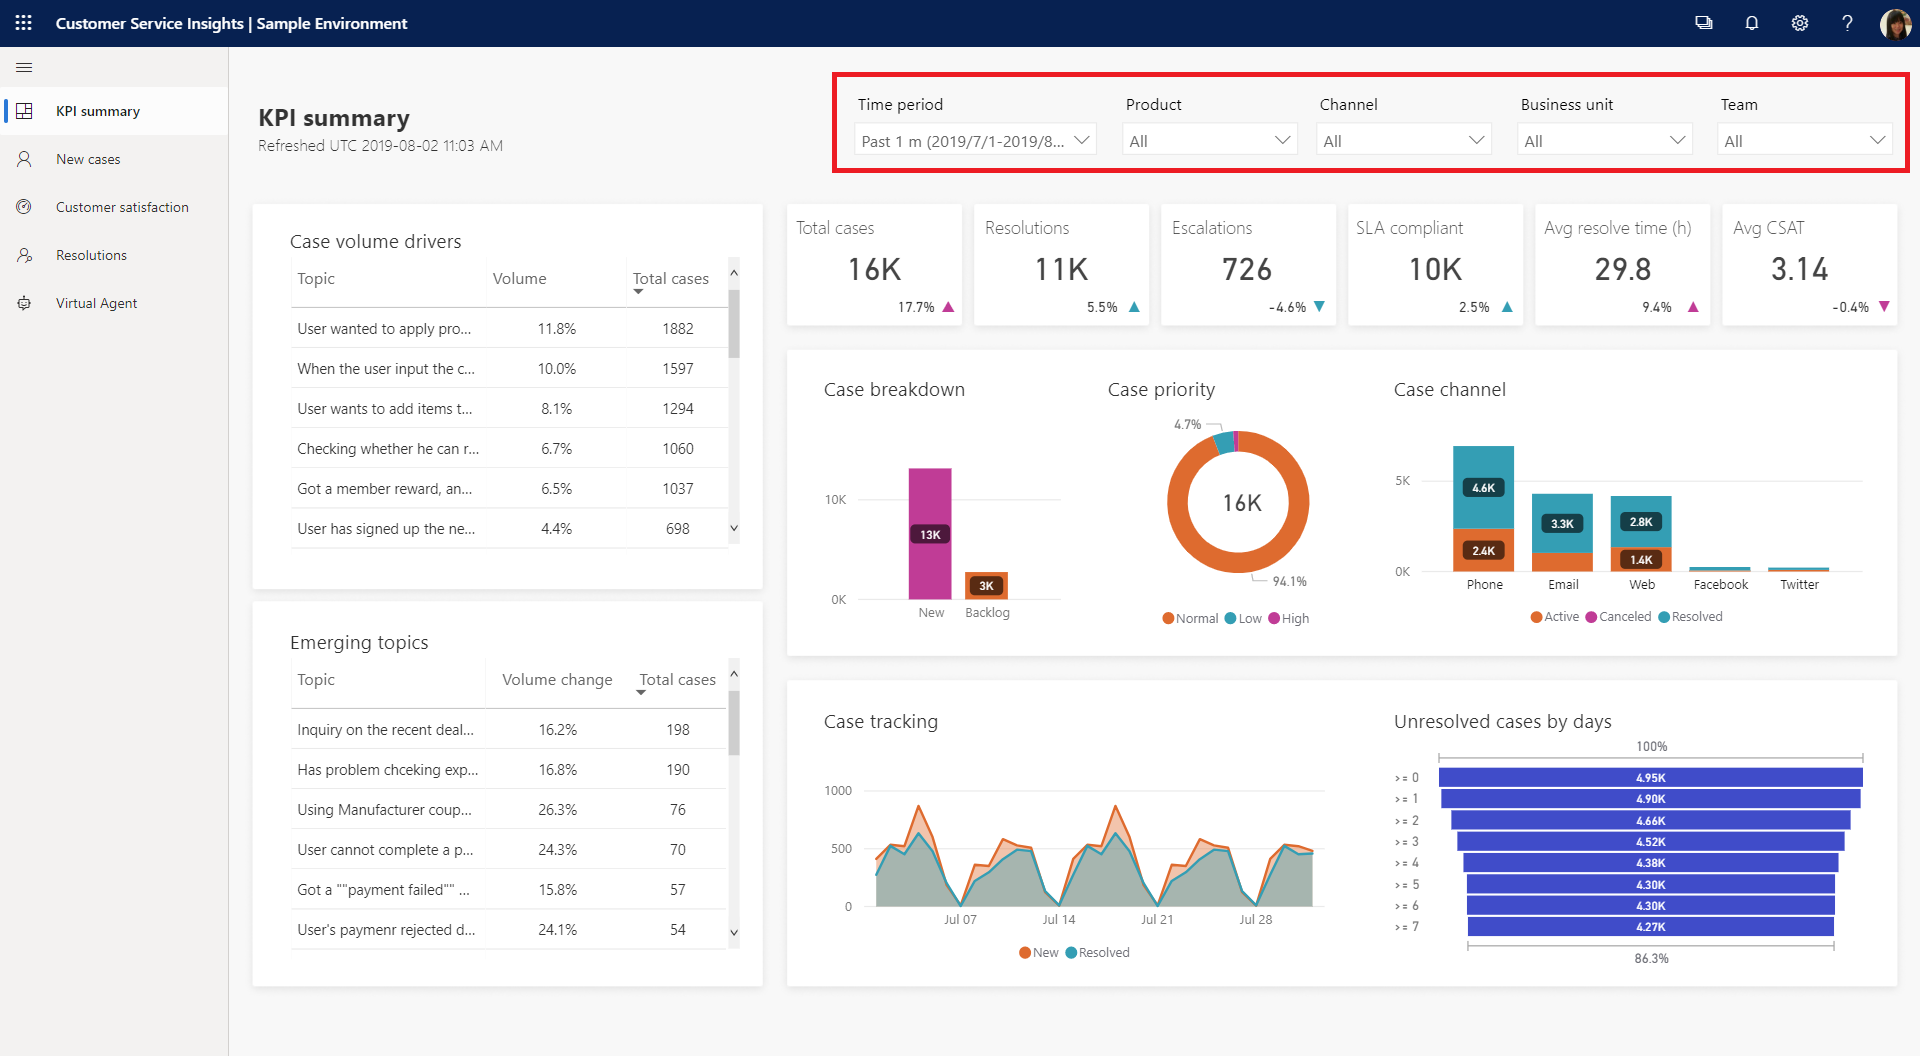 Customer Service Insights | Sample Environment
KPI summary
New cases
Customer satisfaction
Resolutions
Virtual Agent
KPI summary
Refreshed UTC 2019-08-02 11:03 AM
Time period
Past 1 m (2019/7/1-2019/8...
Product
All
Channel
All
Business unit
All
Team
All
Case volume drivers
Topic Volume Total cases
User wanted to apply pro... 11.8% 1882
When the user input the c... 10.0% 1597
User wants to add items t... 8.1% 1294
Checking whether he can r... 6.7% 1060
Got a member reward, an... 6.5% 1037
User has signed up the ne... 4.4% 698
Emerging topics
Topic Volume change Total cases
Inquiry on the recent deal... 16.2% 198
Has problem chceking exp... 16.8% 190
Using Manufacturer coup... 26.3% 76
User cannot complete a p... 24.3% 70
Got a ""payment failed"" ... 15.8% 57
User's paymenr rejected d... 24.1% 54
Total cases
16K
17.7%
Resolutions
11K
5.5%
Escalations
726
-4.6%
SLA compliant
10K
2.5%
Avg resolve time (h)
29.8
9.4%
Avg CSAT
3.14
-0.4%
Case breakdown
10K
0K
13K
3K
New Backlog
Case priority
4.7%
16K
94.1%
Normal Low High
Case channel
5K
0K
4.6K
2.4K
3.3K
2.8K
1.4K
Phone Email Web Facebook Twitter
Active Canceled Resolved
Case tracking
1000
500
0
Jul 07 Jul 14 Jul 21 Jul 28
New Resolved
Unresolved cases by days
100%
>= 0 4.95K
>= 1 4.90K
>= 2 4.66K
>= 3 4.52K
>= 4 4.38K
>= 5 4.30K
>= 6 4.30K
>= 7 4.27K
86.3%